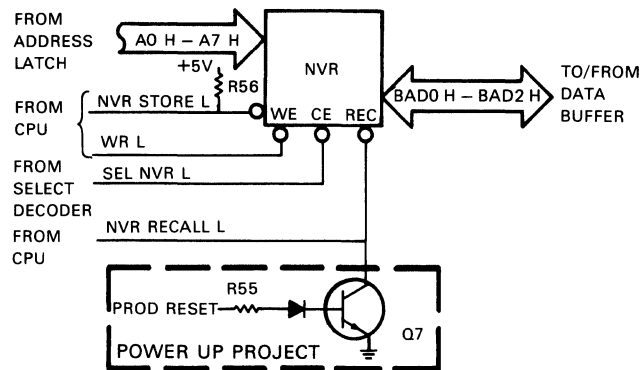 FROM
ADDRESS
LATCH
A0 H – A7 H
NVR
+5V
R56
FROM
CPU
NVR STORE L
WR L
WE CE REC
BAD0 H – BAD2 H
TO/FROM
DATA
BUFFER
FROM
SELECT
DECODER
SEL NVR L
FROM
CPU
NVR RECALL L
R55
PROD RESET
Q7
POWER UP PROJECT